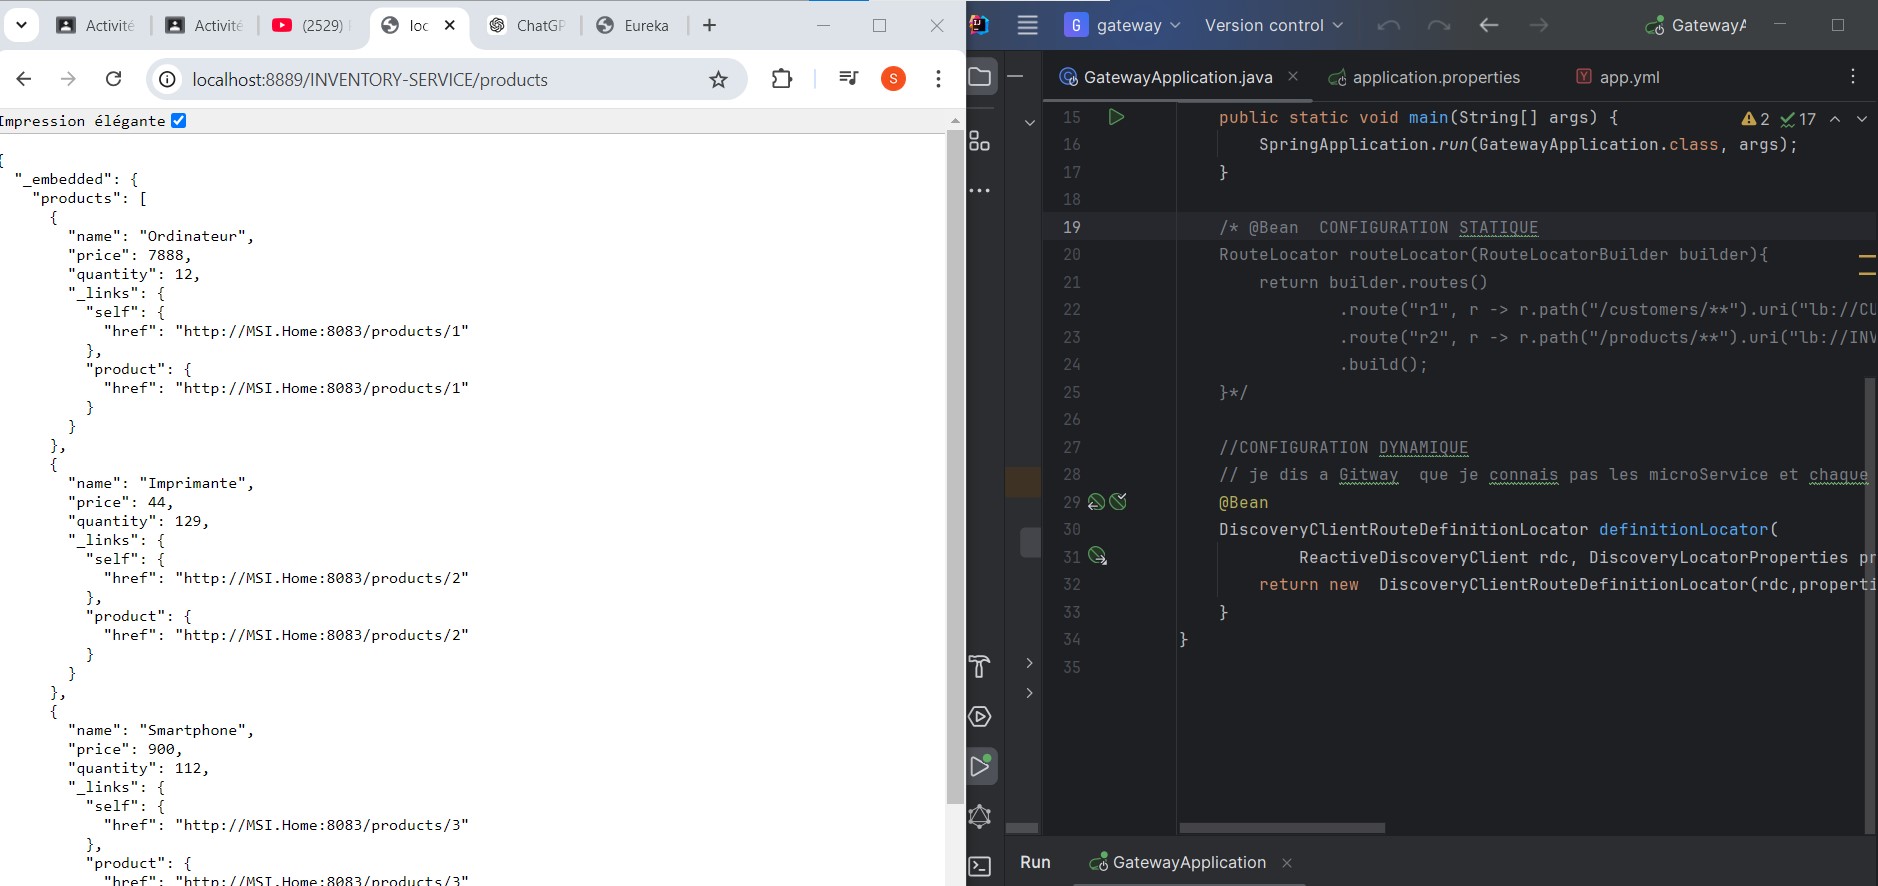 Activité
Activité
(2529)
loc
ChatGP
Eureka
localhost:8889/INVENTORY-SERVICE/products
S
Impression élégante
{
"_embedded": {
"products": [
{
"name": "Ordinateur",
"price": 7888,
"quantity": 12,
"_links": {
"self": {
"href": "http://MSI.Home:8083/products/1"
},
"product": {
"href": "http://MSI.Home:8083/products/1"
}
}
},
{
"name": "Imprimante",
"price": 44,
"quantity": 129,
"_links": {
"self": {
"href": "http://MSI.Home:8083/products/2"
},
"product": {
"href": "http://MSI.Home:8083/products/2"
}
}
},
{
"name": "Smartphone",
"price": 900,
"quantity": 112,
"_links": {
"self": {
"href": "http://MSI.Home:8083/products/3"
},
"product": {
"href": "http://MSI.Home:8083/products/3"
G gateway Version control GatewayA
GatewayApplication.java application.properties Y app.yml
15 public static void main(String[] args) { 2 17
16 SpringApplication.run(GatewayApplication.class, args);
17 }
18
19 /* @Bean CONFIGURATION STATIQUE
20 RouteLocator routeLocator(RouteLocatorBuilder builder){
21 return builder.routes()
22 .route("r1", r -> r.path("/customers/**").uri("lb://CU
23 .route("r2", r -> r.path("/products/**").uri("lb://INV
24 .build();
25 }*/
26
27 //CONFIGURATION DYNAMIQUE
28 // je dis a Gitway que je connais pas les microService et chaque
29 @Bean
30 DiscoveryClientRouteDefinitionLocator definitionLocator(
31 ReactiveDiscoveryClient rdc, DiscoveryLocatorProperties pr
32 return new DiscoveryClientRouteDefinitionLocator(rdc,properti
33 }
34 }
35
Run GatewayApplication